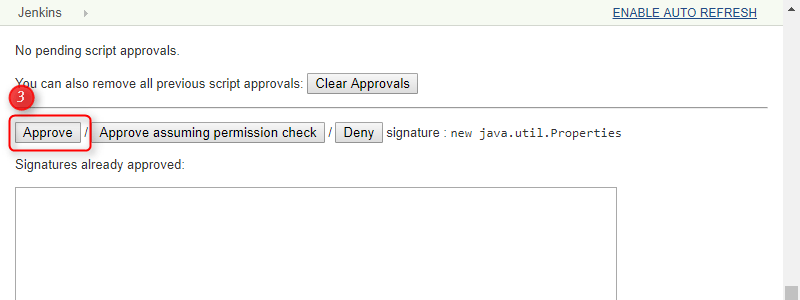 Jenkins ENABLE AUTO REFRESH
No pending script approvals.
You can also remove all previous script approvals: Clear Approvals
3
Approve / Approve assuming permission check / Deny signature : new java.util.Properties
Signatures already approved: